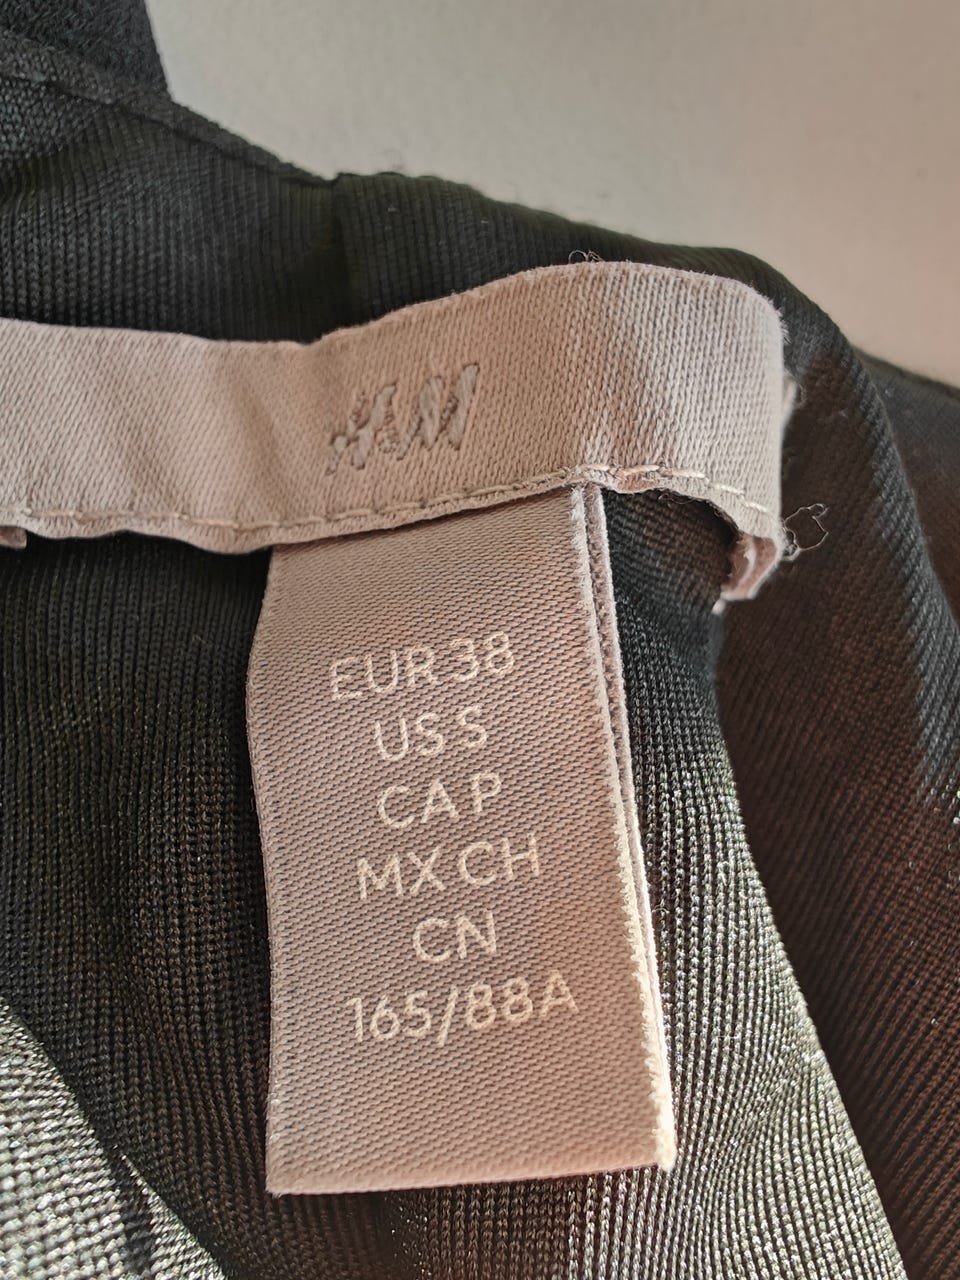 H&M
EUR 38
US S
CA P
MX CH
CN
165/88A